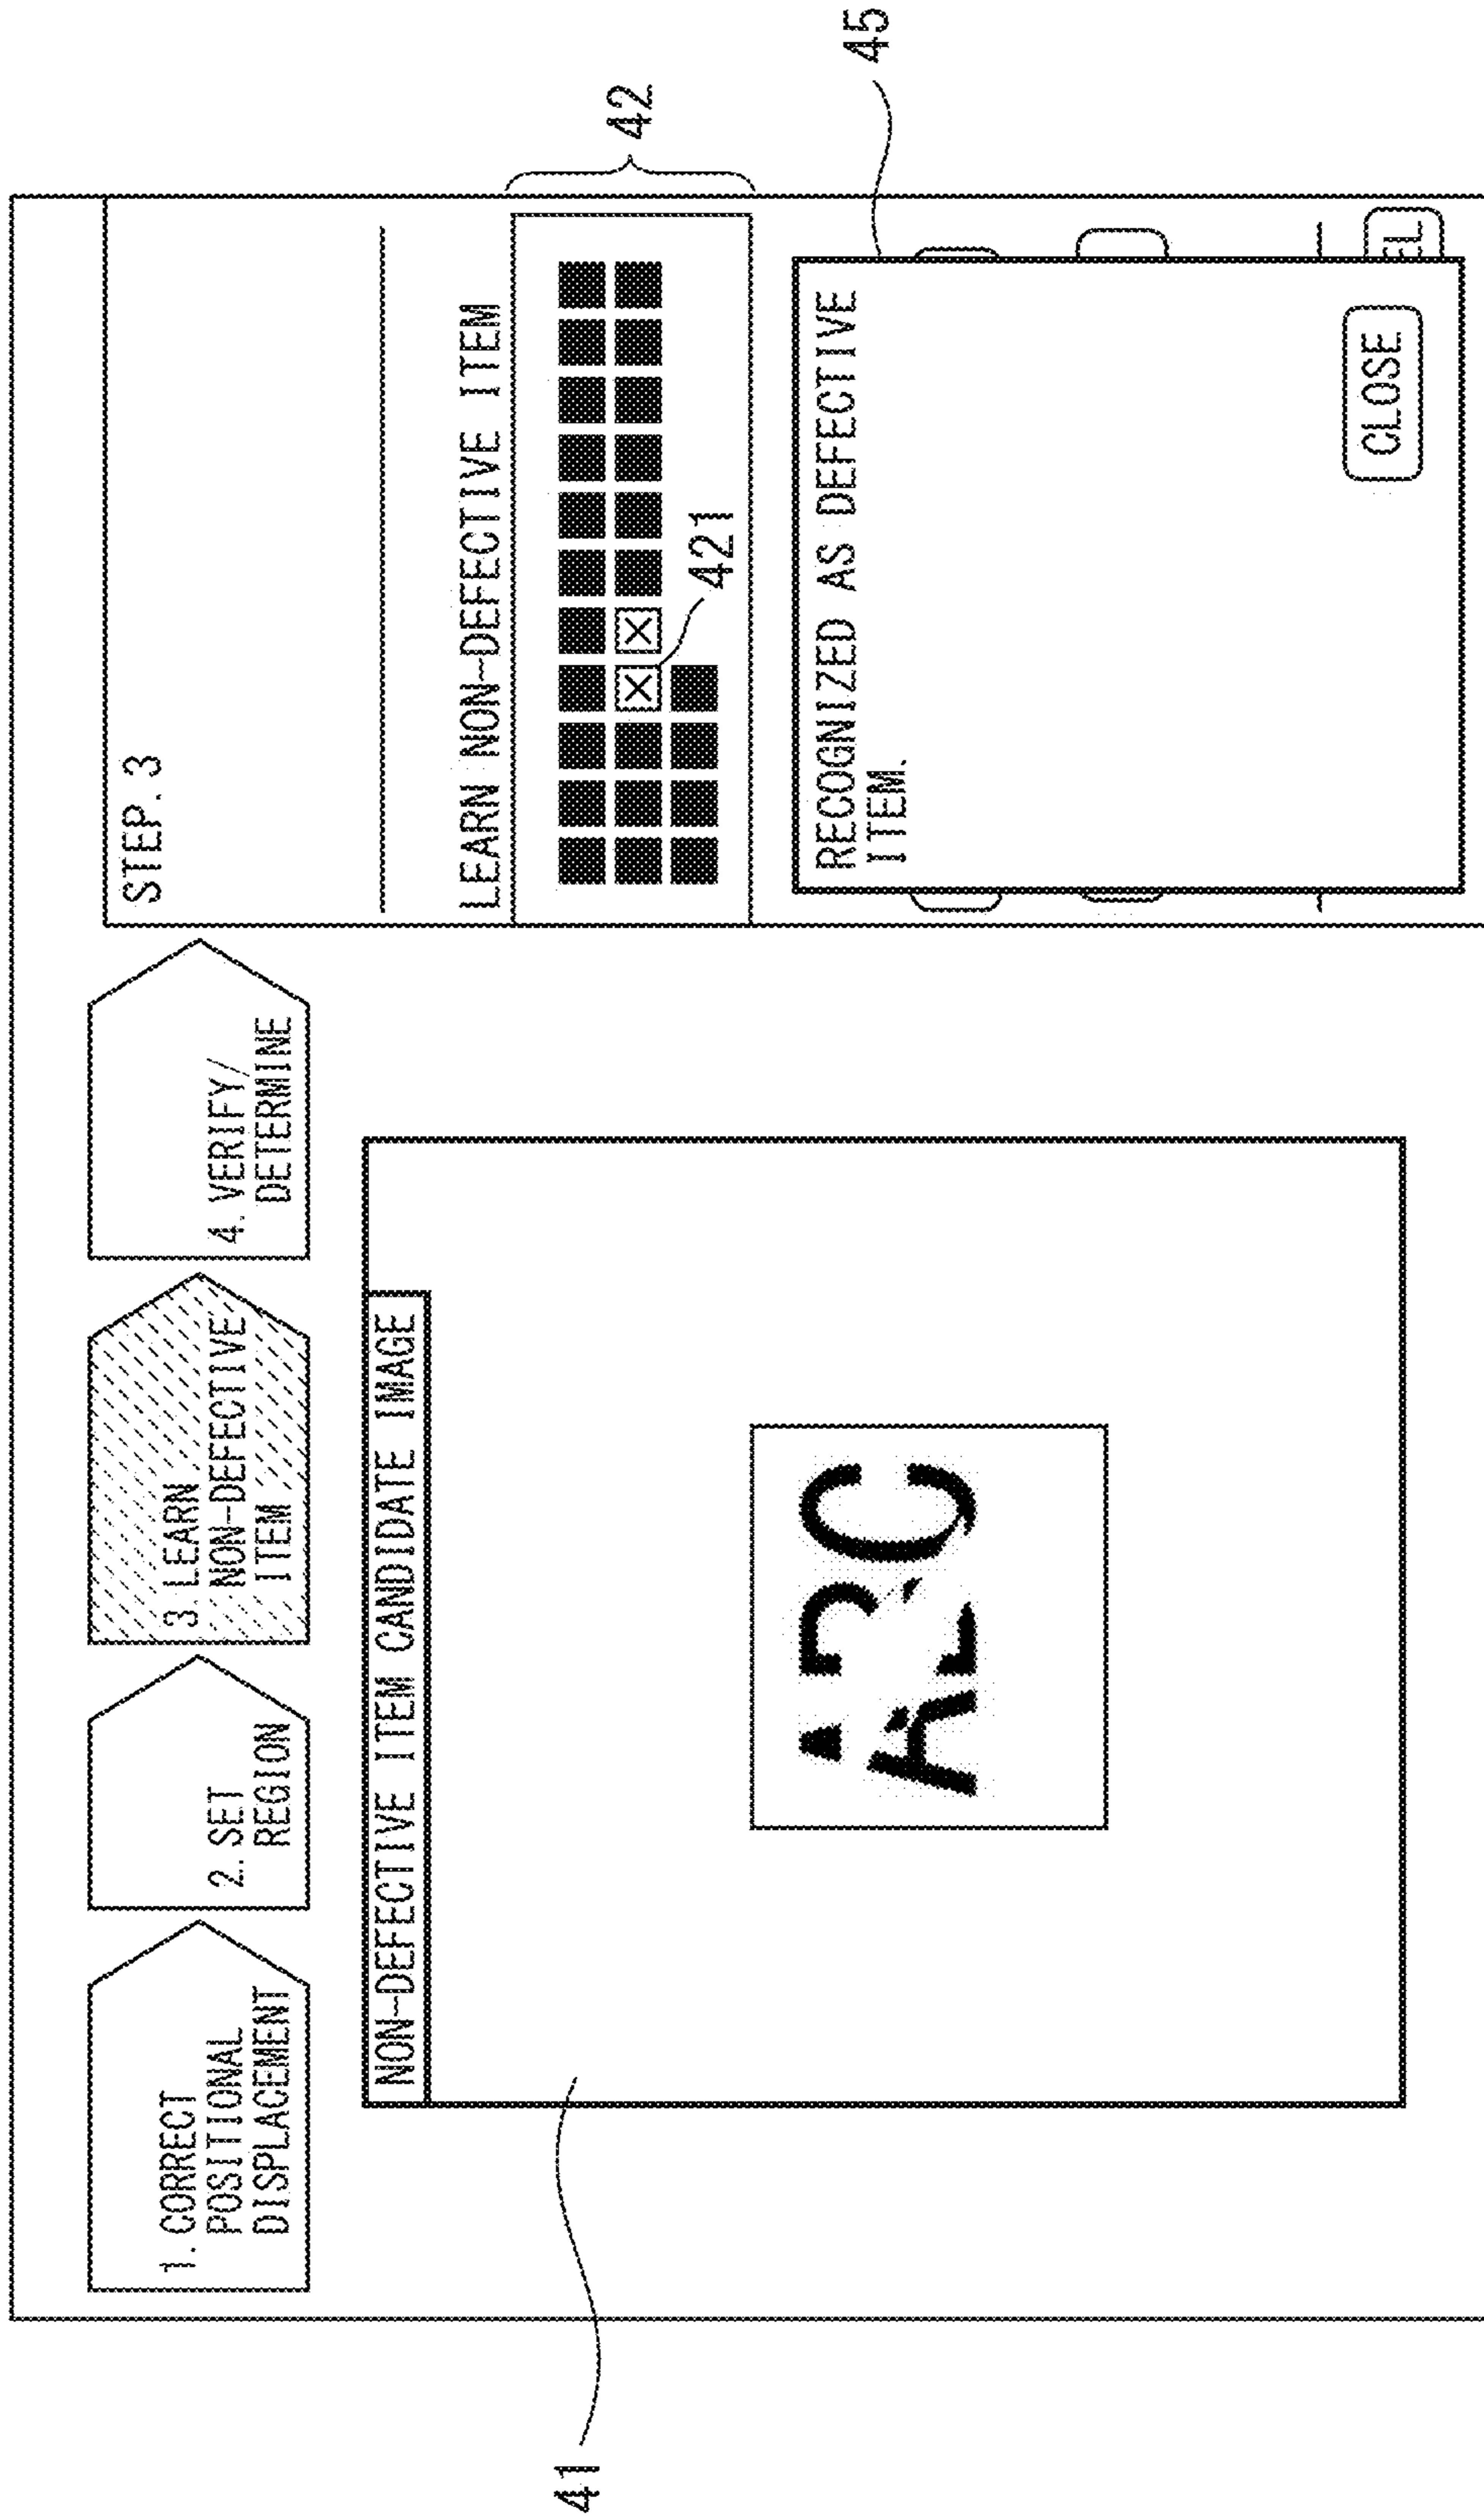 1. CORRECT
POSITIONAL
DISPLACEMENT
2. SET
REGION
3. LEARN
NON-DEFECTIVE
ITEM
4. VERIFY/
DETERMINE
STEP. 3
NON-DEFECTIVE ITEM CANDIDATE IMAGE
LEARN NON-DEFECTIVE ITEM
421
42
RECOGNIZED AS DEFECTIVE
ITEM.
CLOSE
45
41